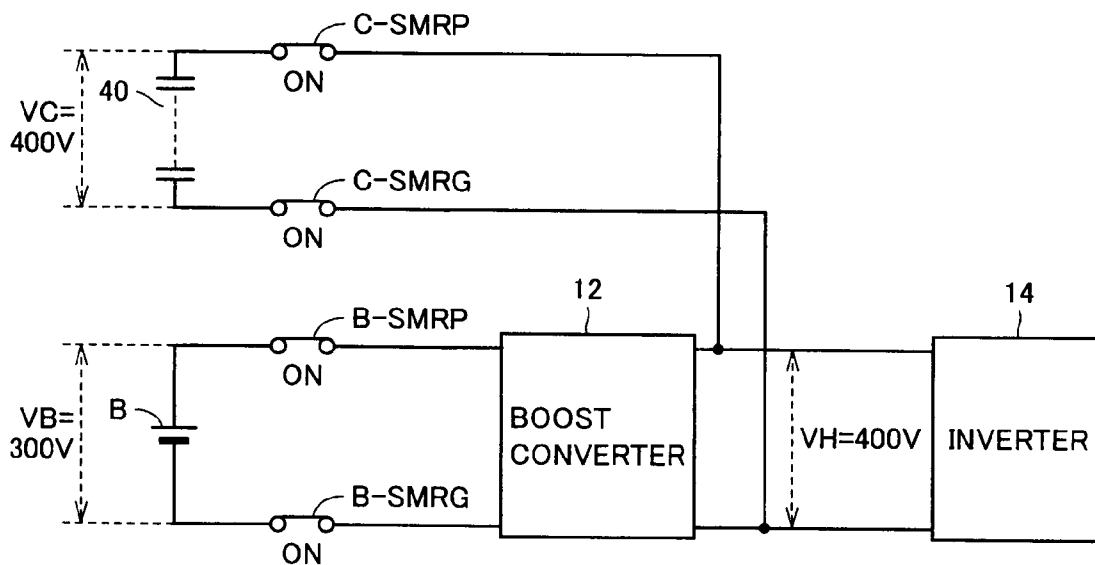 C-SMRP
ON
40
VC=
400V
C-SMRG
ON
12
14
B-SMRP
ON
VB=
300V
B
BOOST
CONVERTER
VH=400V
INVERTER
B-SMRG
ON